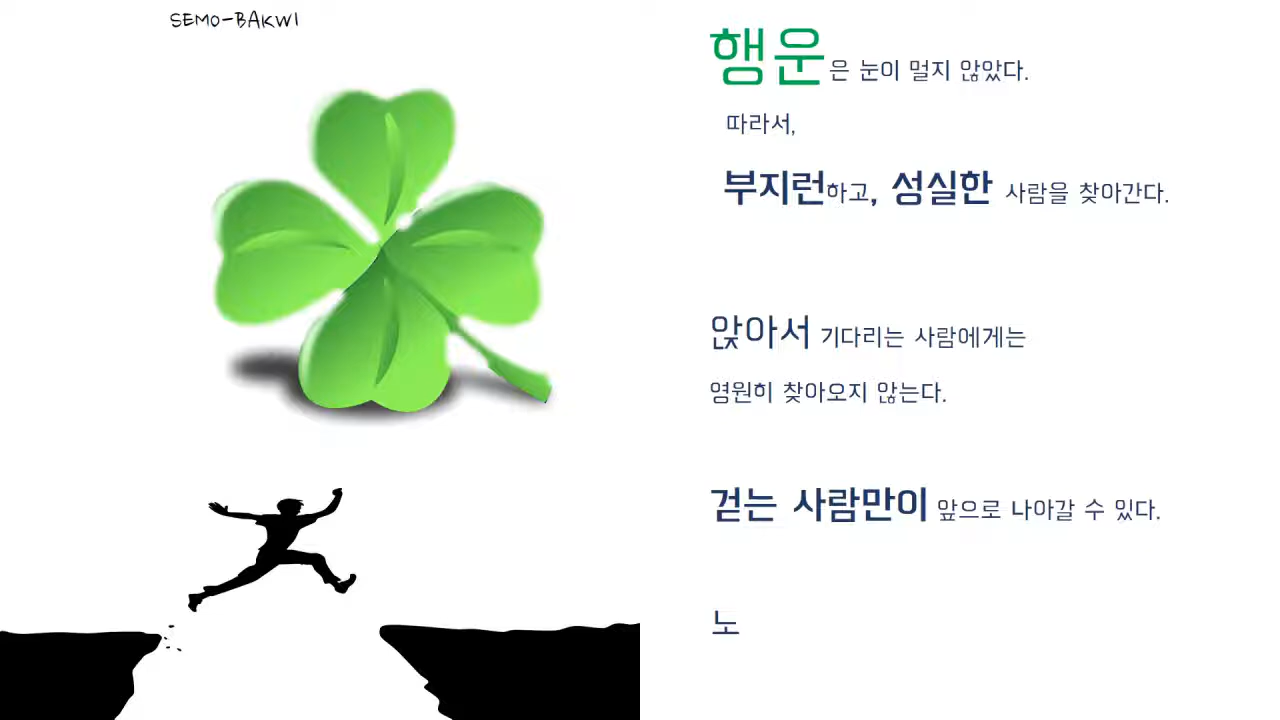 SEMO-BAKWI
행운은 눈이 멀지 않았다.
따라서,
부지런하고, 성실한 사람을 찾아간다.
앉아서 기다리는 사람에게는
영원히 찾아오지 않는다.
걷는 사람만이 앞으로 나아갈 수 있다.
노